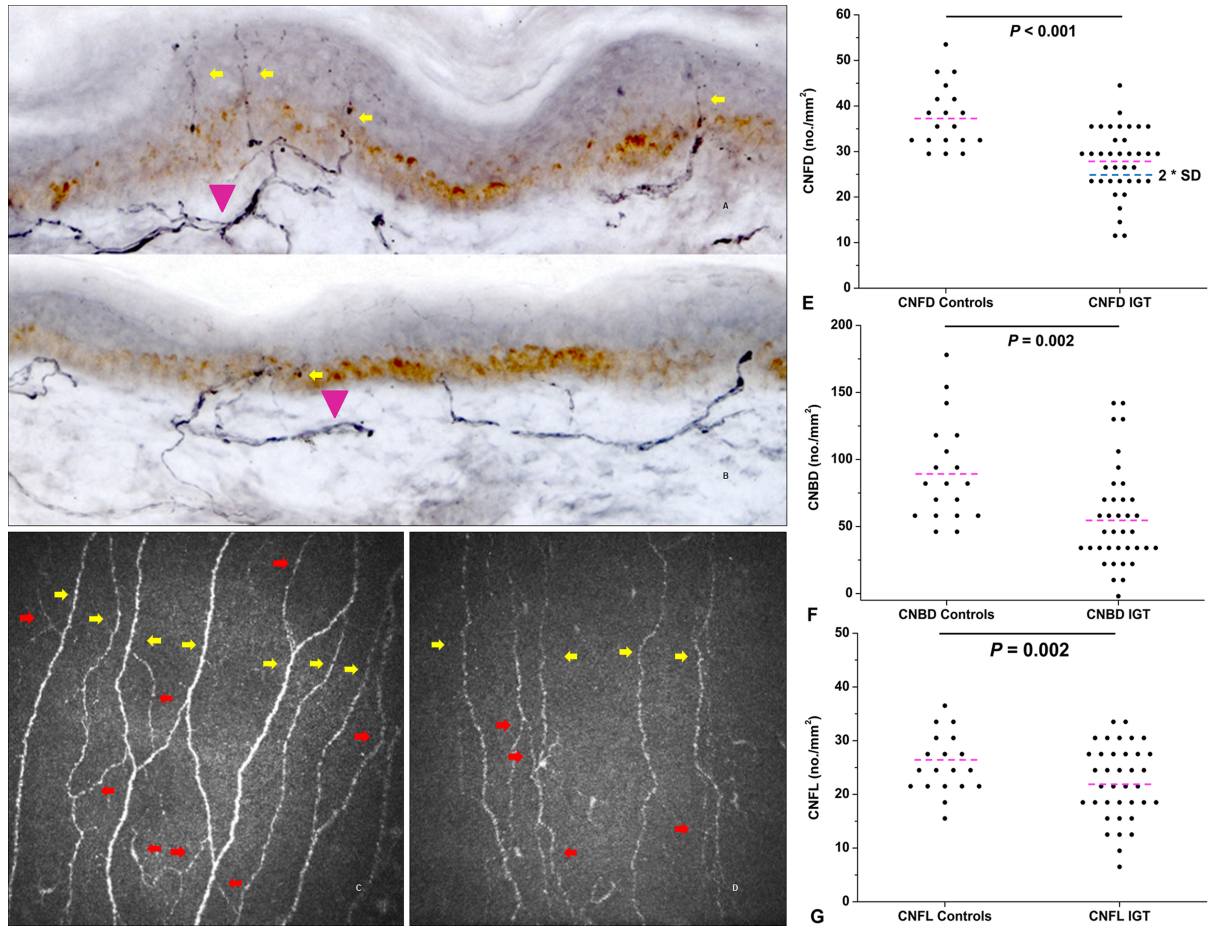 A
B
C
D
60
50
40
30
20
10
0
CNFD (no./mm²)
P < 0.001
2 * SD
CNFD Controls
CNFD IGT
E
200
150
100
50
0
CNBD (no./mm²)
P = 0.002
CNBD Controls
CNBD IGT
F
50
40
30
20
10
0
CNFL (no./mm²)
P = 0.002
CNFL Controls
CNFL IGT
G